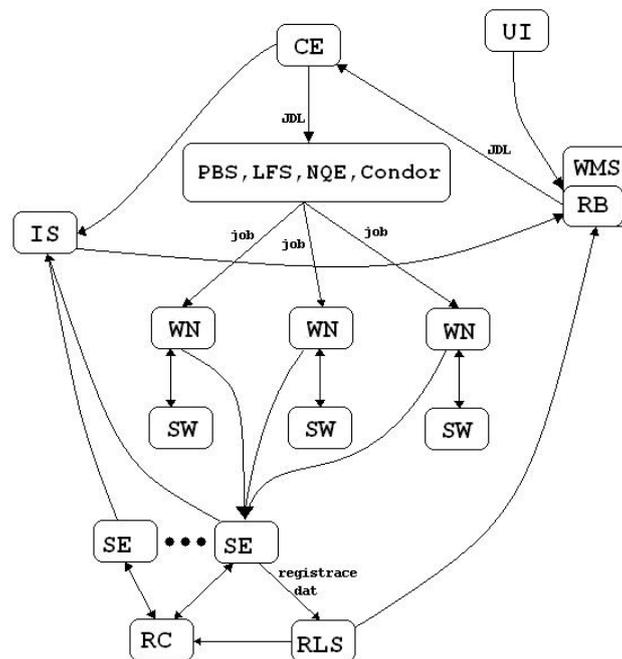 CE
UI
JDL
JDL
PBS,LFS,NQE,Condor
WMS
RB
IS
job
job
job
WN
WN
WN
SW
SW
SW
SE
SE
registrace
dat
RC
RLS